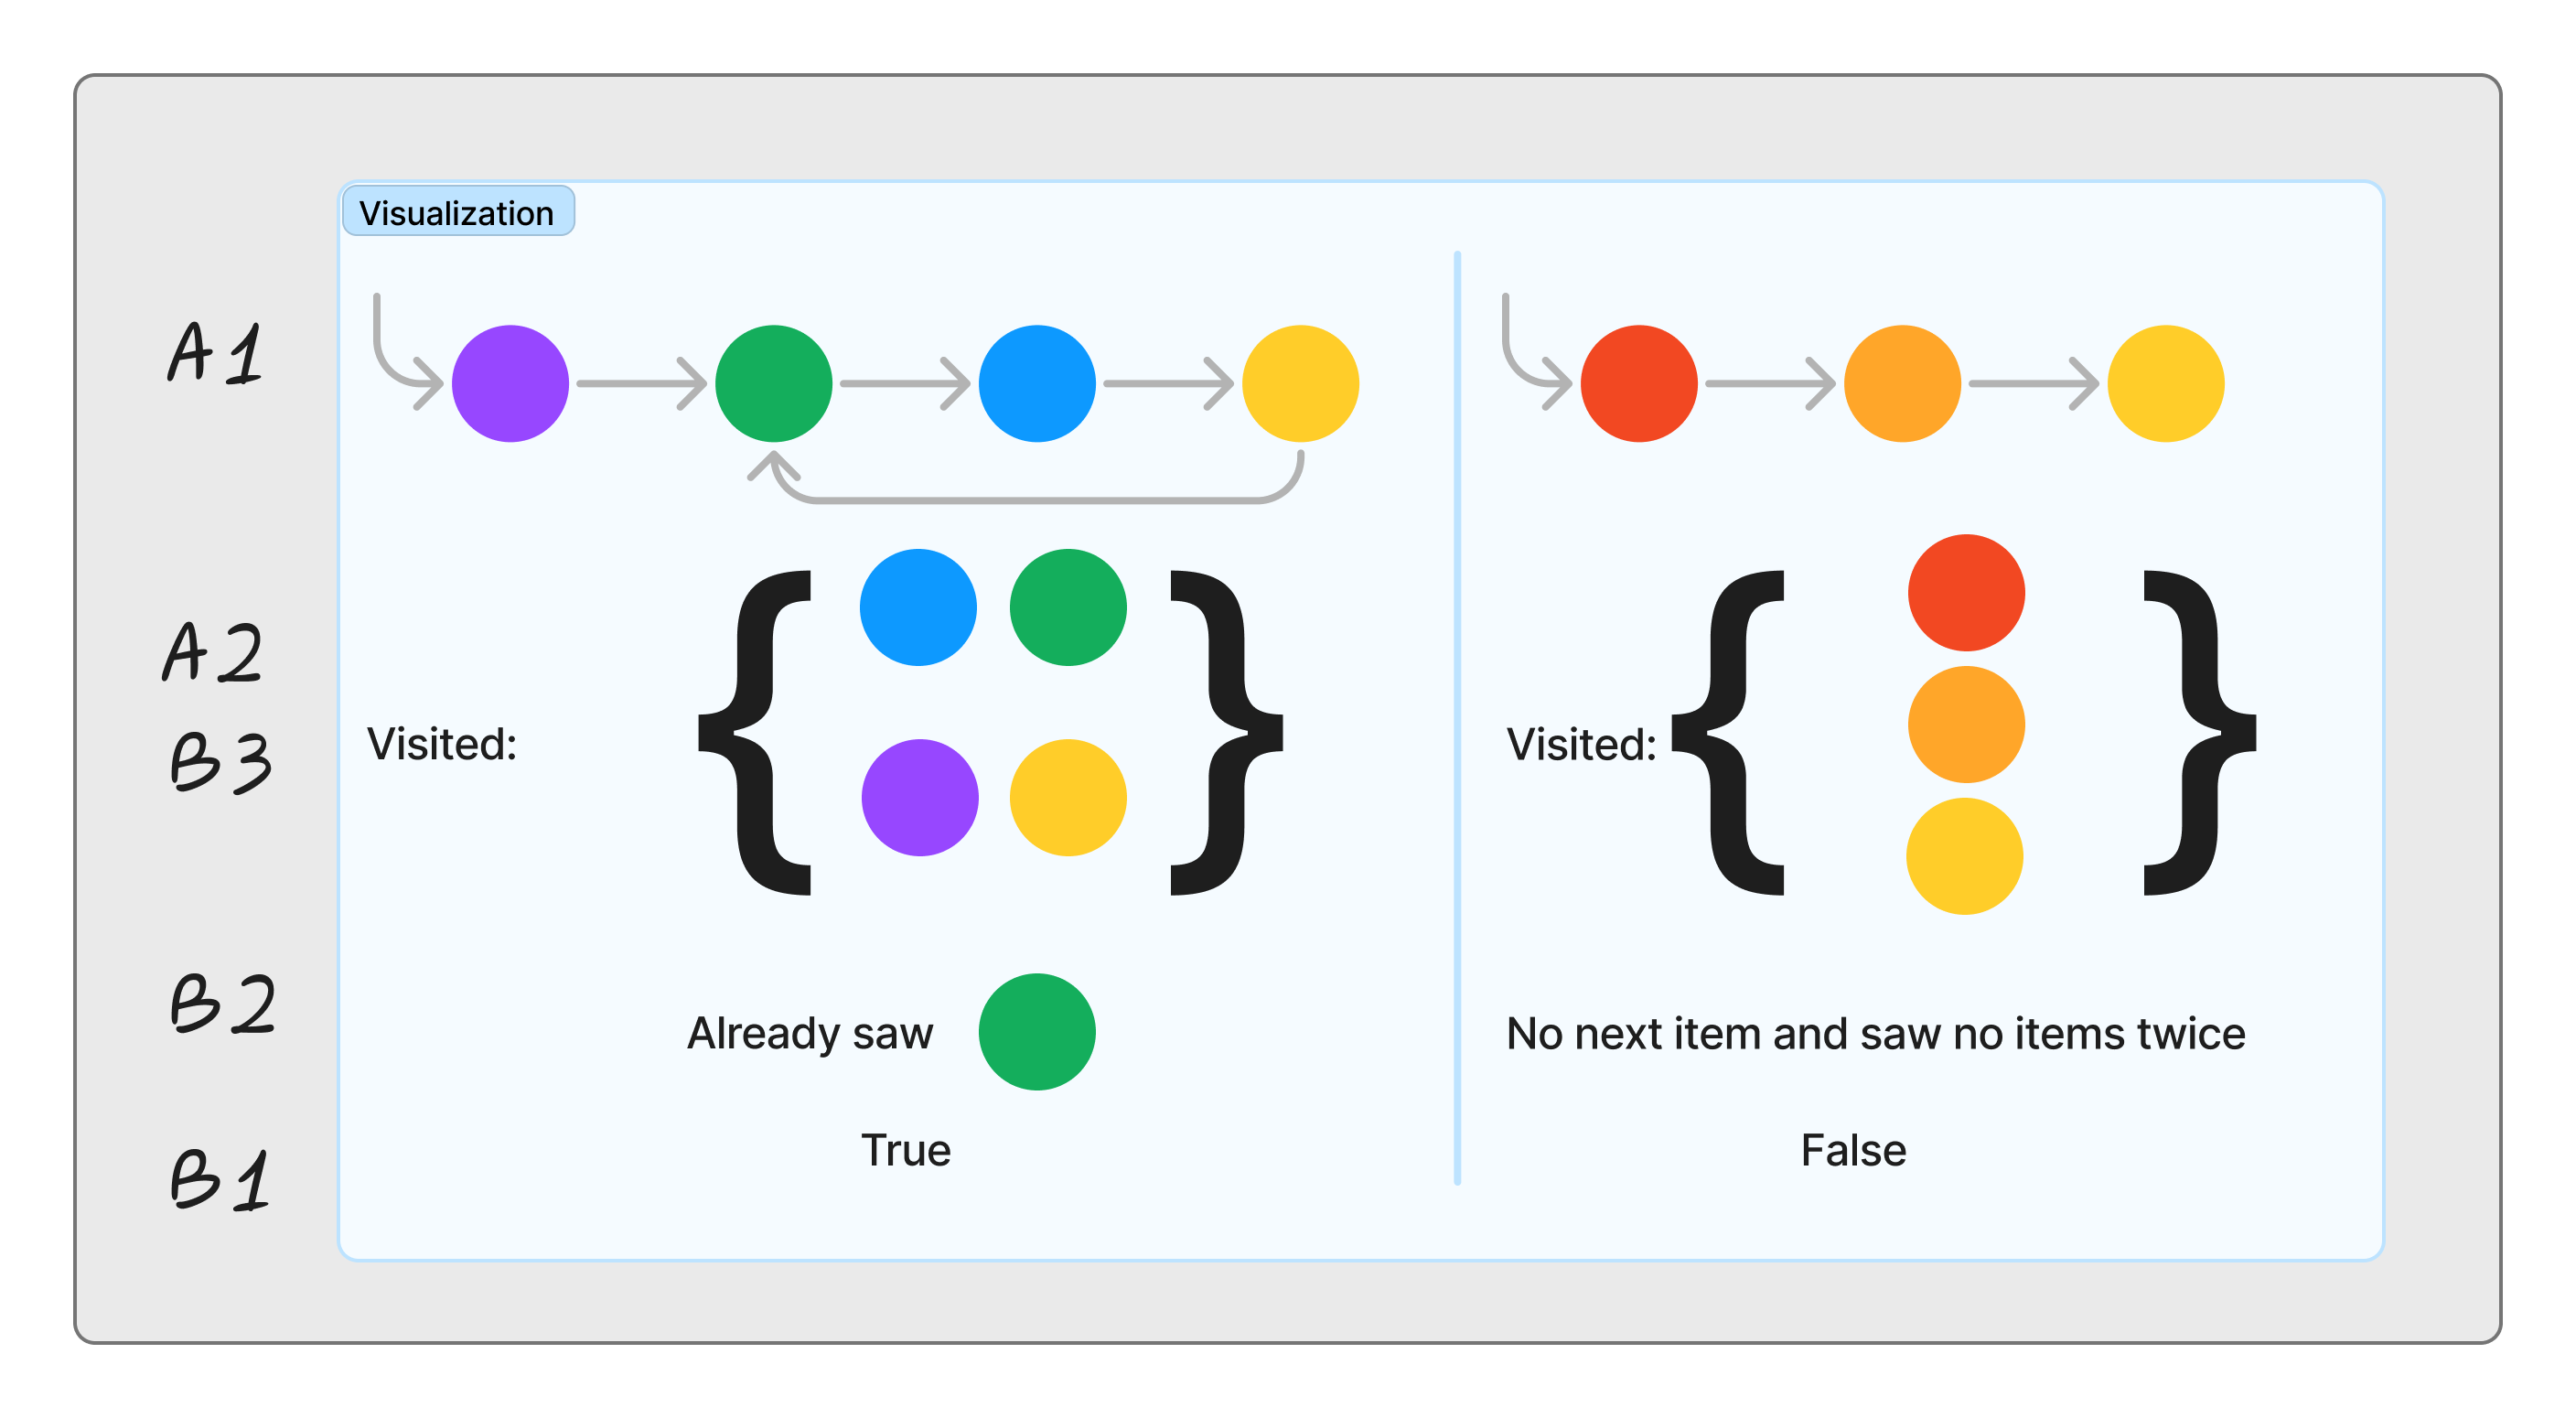 Visualization
A1
A2
B3
Visited:
{ }
Visited:
{ }
B2
Already saw
No next item and saw no items twice
B1
True
False